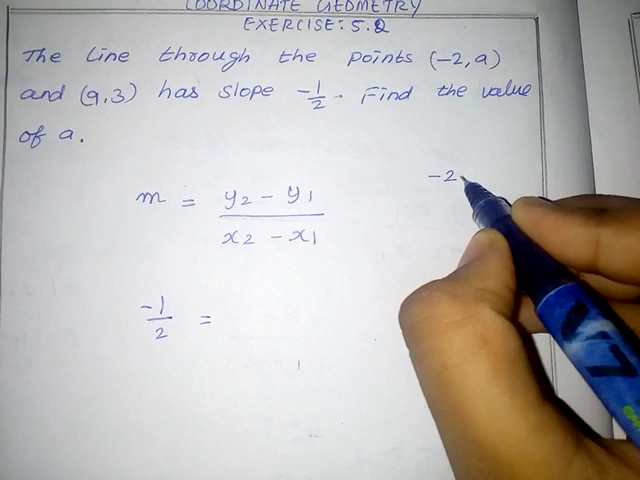 COORDINATE GEOMETRY
EXERCISE: 5.2
The line through the points (-2, a)
and (9, 3) has slope -1/2. Find the value
of a.
m = y2 - y1 / x2 - x1
-2,
-1/2 =